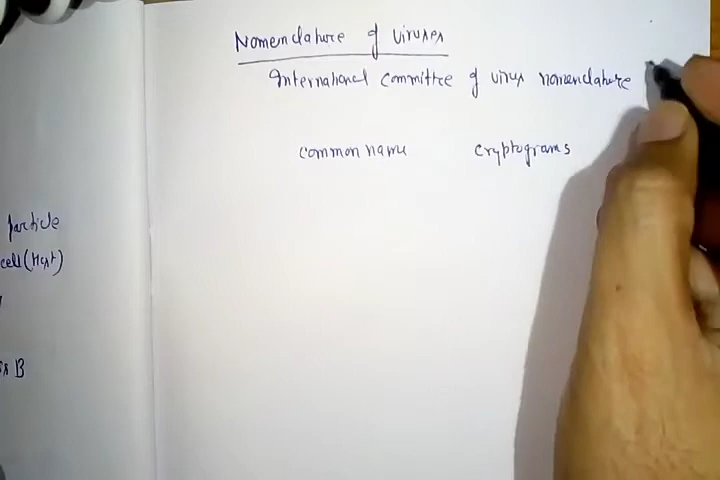 Nomenclature of viruses
International committee of virus nomenclature
common name cryptograms
particle
cell (Host)
B